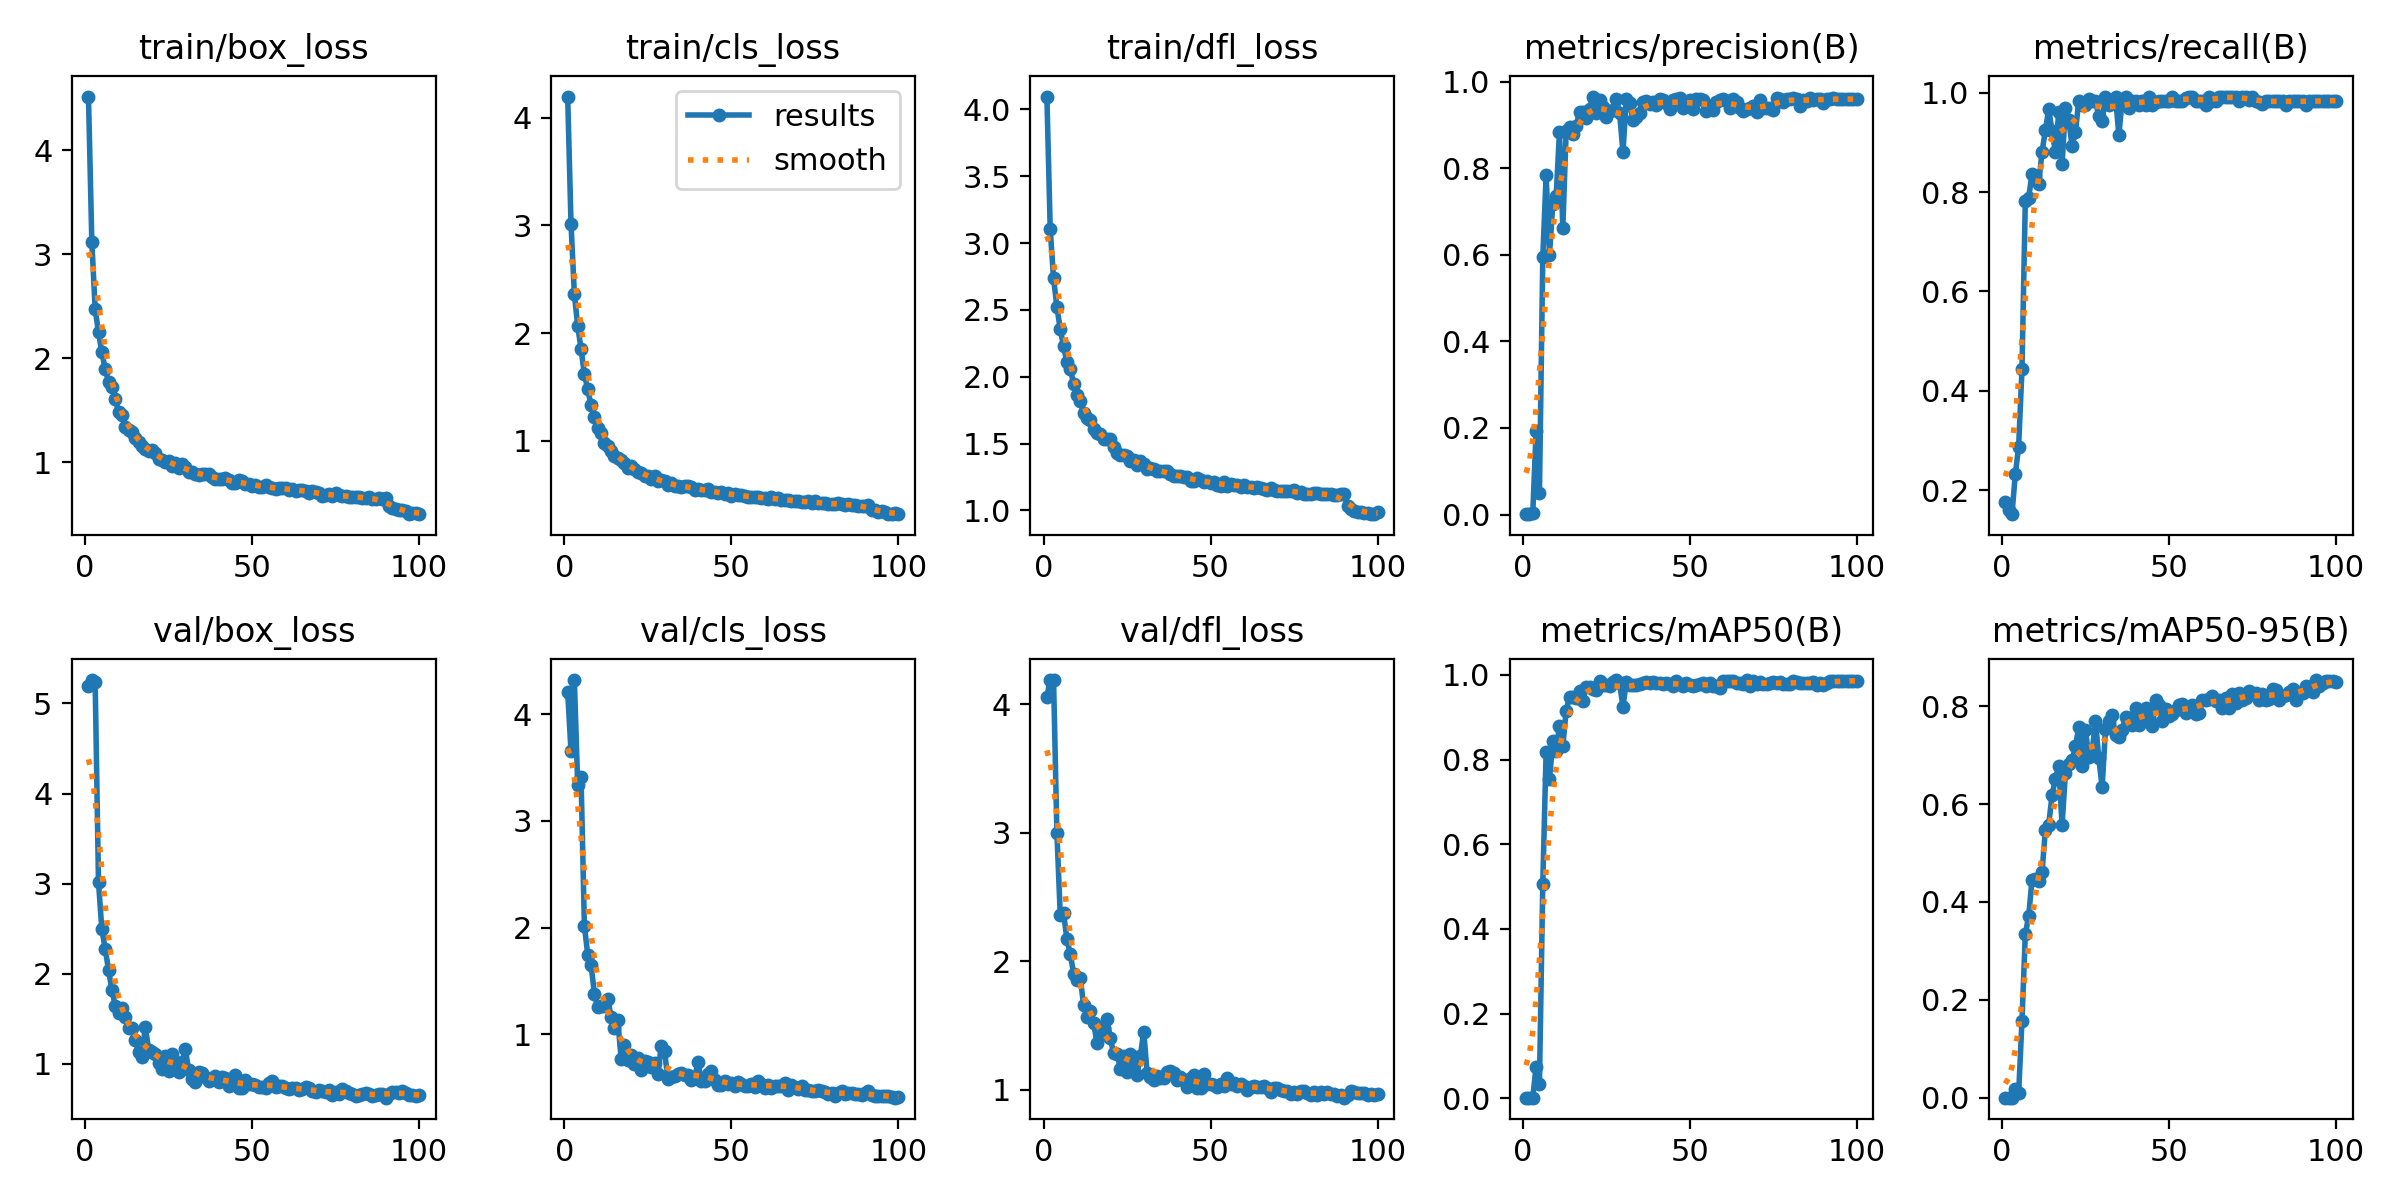 train/box_loss
4
3
2
1
0 50 100
train/cls_loss
results
smooth
4
3
2
1
0 50 100
train/dfl_loss
4.0
3.5
3.0
2.5
2.0
1.5
1.0
0 50 100
metrics/precision(B)
1.0
0.8
0.6
0.4
0.2
0.0
0 50 100
metrics/recall(B)
1.0
0.8
0.6
0.4
0.2
0 50 100
val/box_loss
5
4
3
2
1
0 50 100
val/cls_loss
4
3
2
1
0 50 100
val/dfl_loss
4
3
2
1
0 50 100
metrics/mAP50(B)
1.0
0.8
0.6
0.4
0.2
0.0
0 50 100
metrics/mAP50-95(B)
0.8
0.6
0.4
0.2
0.0
0 50 100